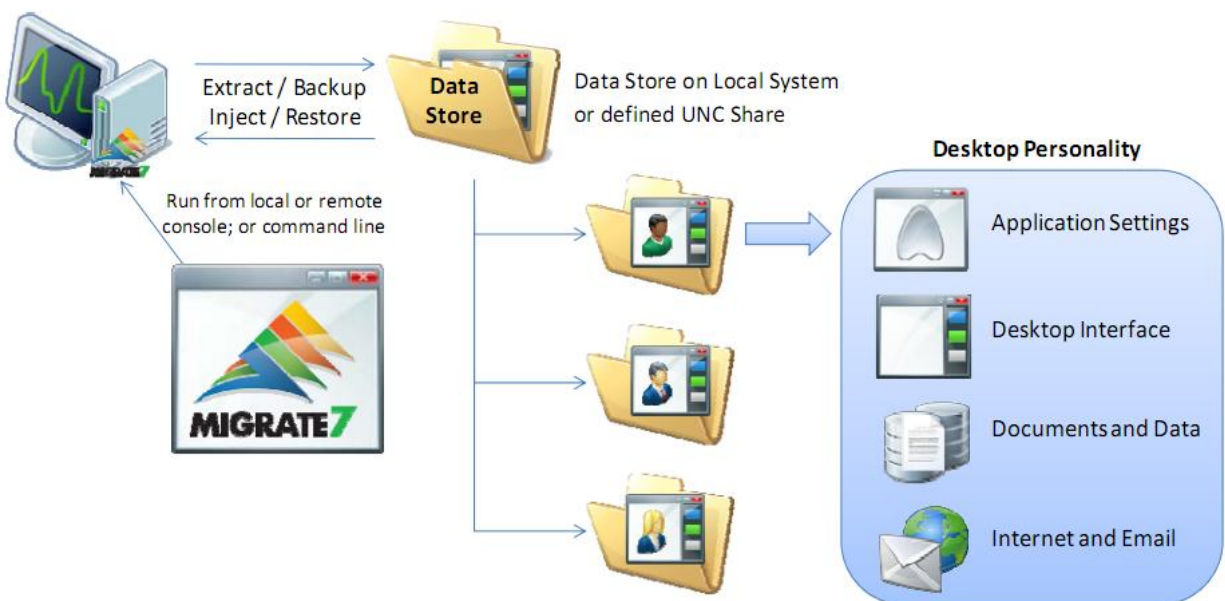 Extract / Backup
Inject / Restore
Data
Store
Data Store on Local System
or defined UNC Share
MIGRATE7
Run from local or remote
console; or command line
MIGRATE7
Desktop Personality
Application Settings
Desktop Interface
Documents and Data
Internet and Email